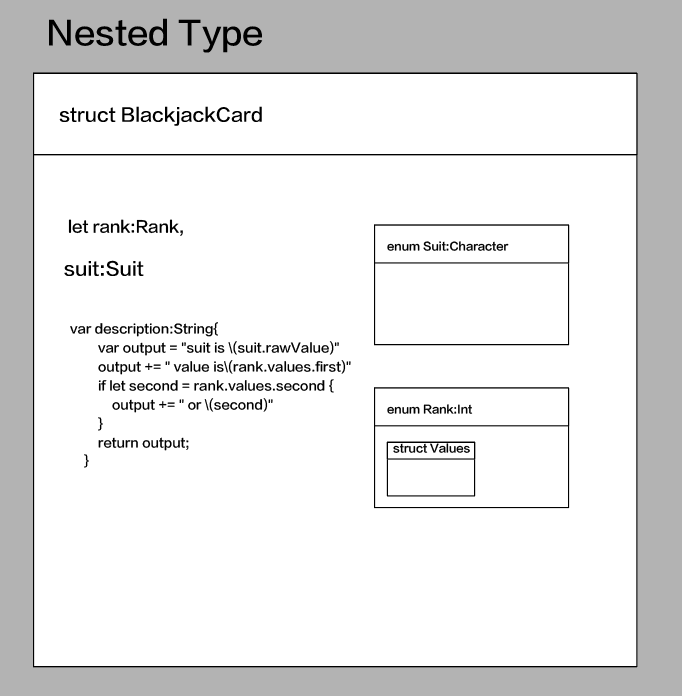 Nested Type
struct BlackjackCard
let rank:Rank,
suit:Suit
var description:String{
var output = "suit is \(suit.rawValue)"
output += " value is\(rank.values.first)"
if let second = rank.values.second {
output += " or \(second)"
}
return output;
}
enum Suit:Character
enum Rank:Int
struct Values